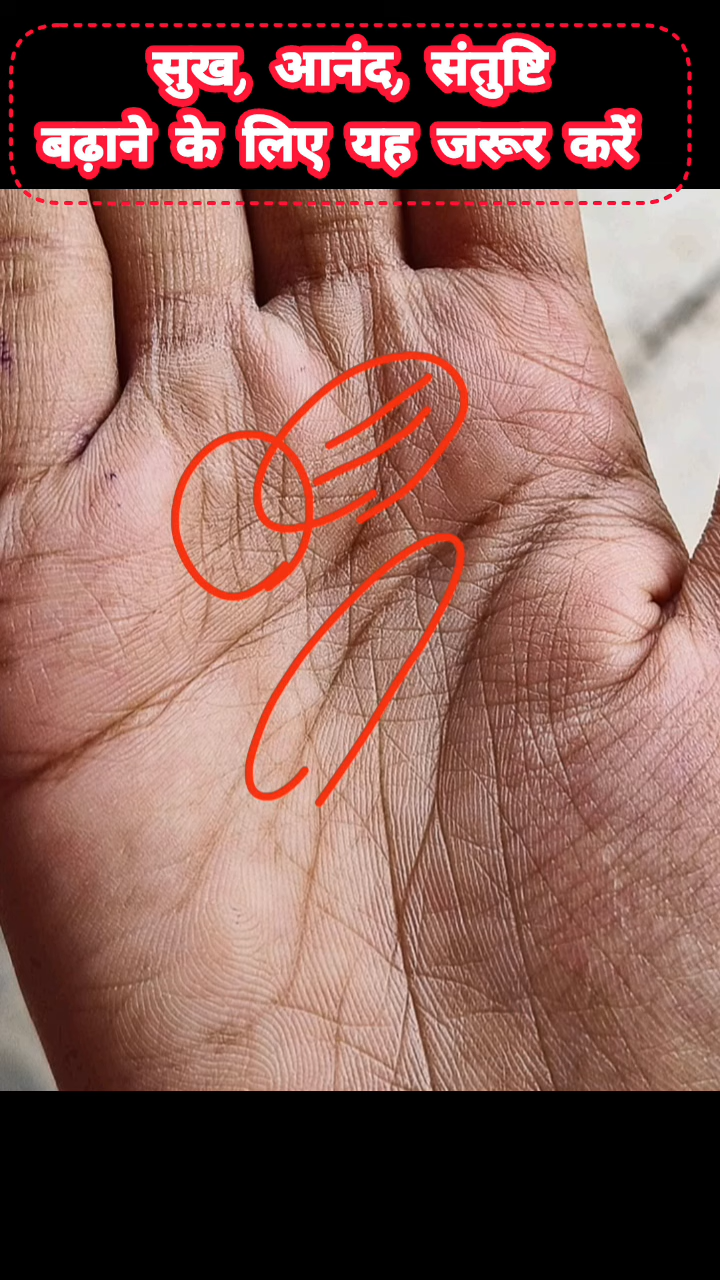 सुख, आनंद, संतुष्टि
बढ़ाने के लिए यह जरूर करें